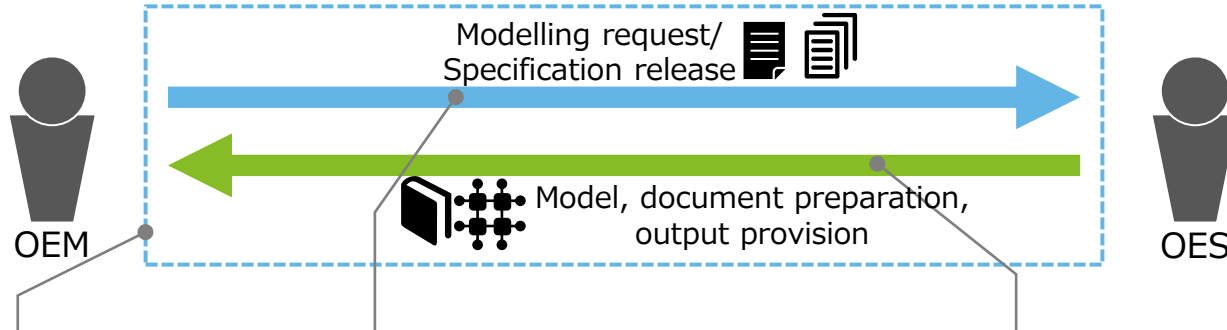 Modelling request/
Specification release
OEM
Model, document preparation,
output provision
OES